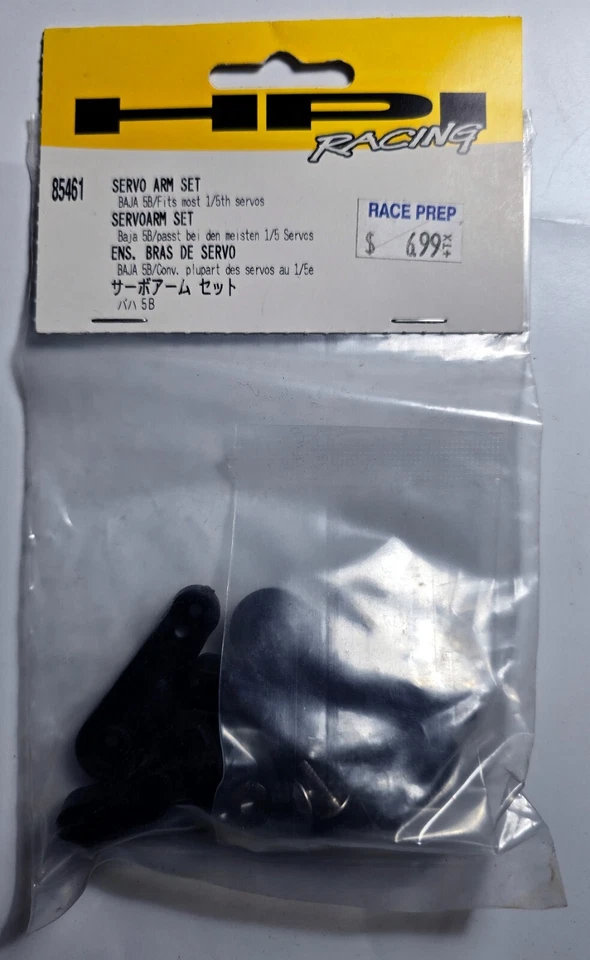 HPI
RACING
85461
SERVO ARM SET
BAJA 5B/Fits most 1/5th servos
SERVOARM SET
Baja 5B/passt bei den meisten 1/5 Servos
ENS. BRAS DE SERVO
BAJA 5B/Conv. plupart des servos au 1/5e
サーボアーム セット
バハ 5B
RACE PREP
$ 6.99